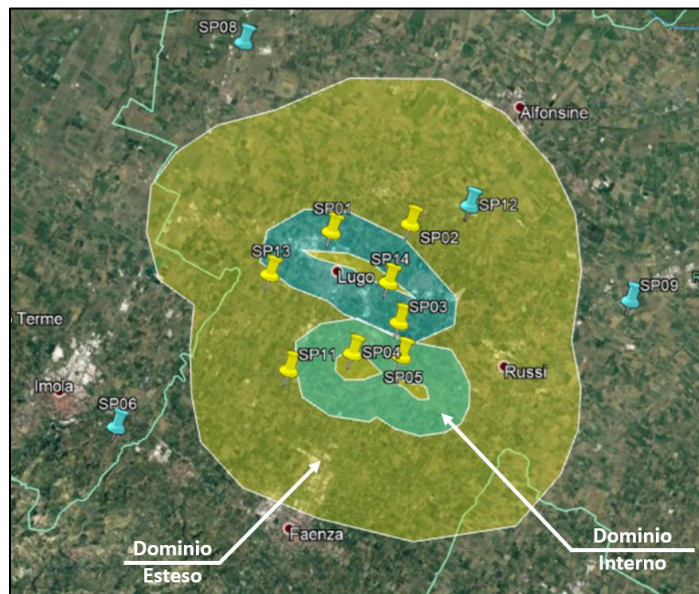 SP08
Alfonsine
SP12
SP01
SP02
SP13
SP14
Lugo
SP03
SP09
o Terme
SP04
SP11
SP05
Russi
Imola
SP06
Dominio
Esteso
Faenza
Dominio
Interno